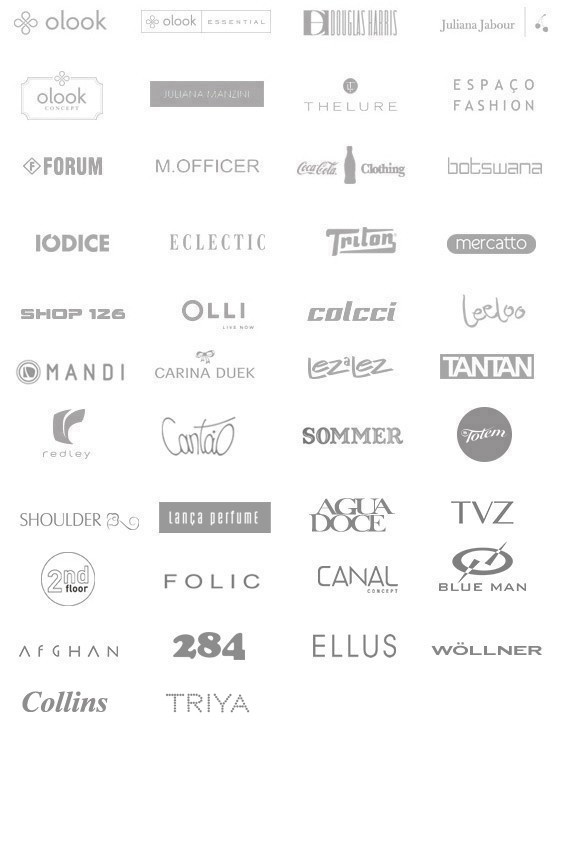 olook
olook ESSENTIAL
DOUGLAS HARRIS
Juliana Jabour
olook
CONCEPT
JULIANA MANZINI
THELURE
ESPAÇO
FASHION
FORUM
M.OFFICER
Coca-Cola Clothing
botswana
IÓDICE
ECLECTIC
Triton
mercatto
SHOP 126
OLLI
LIVE NOW
colcci
Leeloo
MANDI
CARINA DUEK
LEZ a LEZ
TANTAN
redley
Cantão
SOMMER
Totem
SHOULDER
Lança perfume
AGUA
DOCE
TVZ
2nd
floor
FOLIC
CANAL
CONCEPT
BLUE MAN
AFGHAN
284
ELLUS
WÖLLNER
Collins
TRIYA